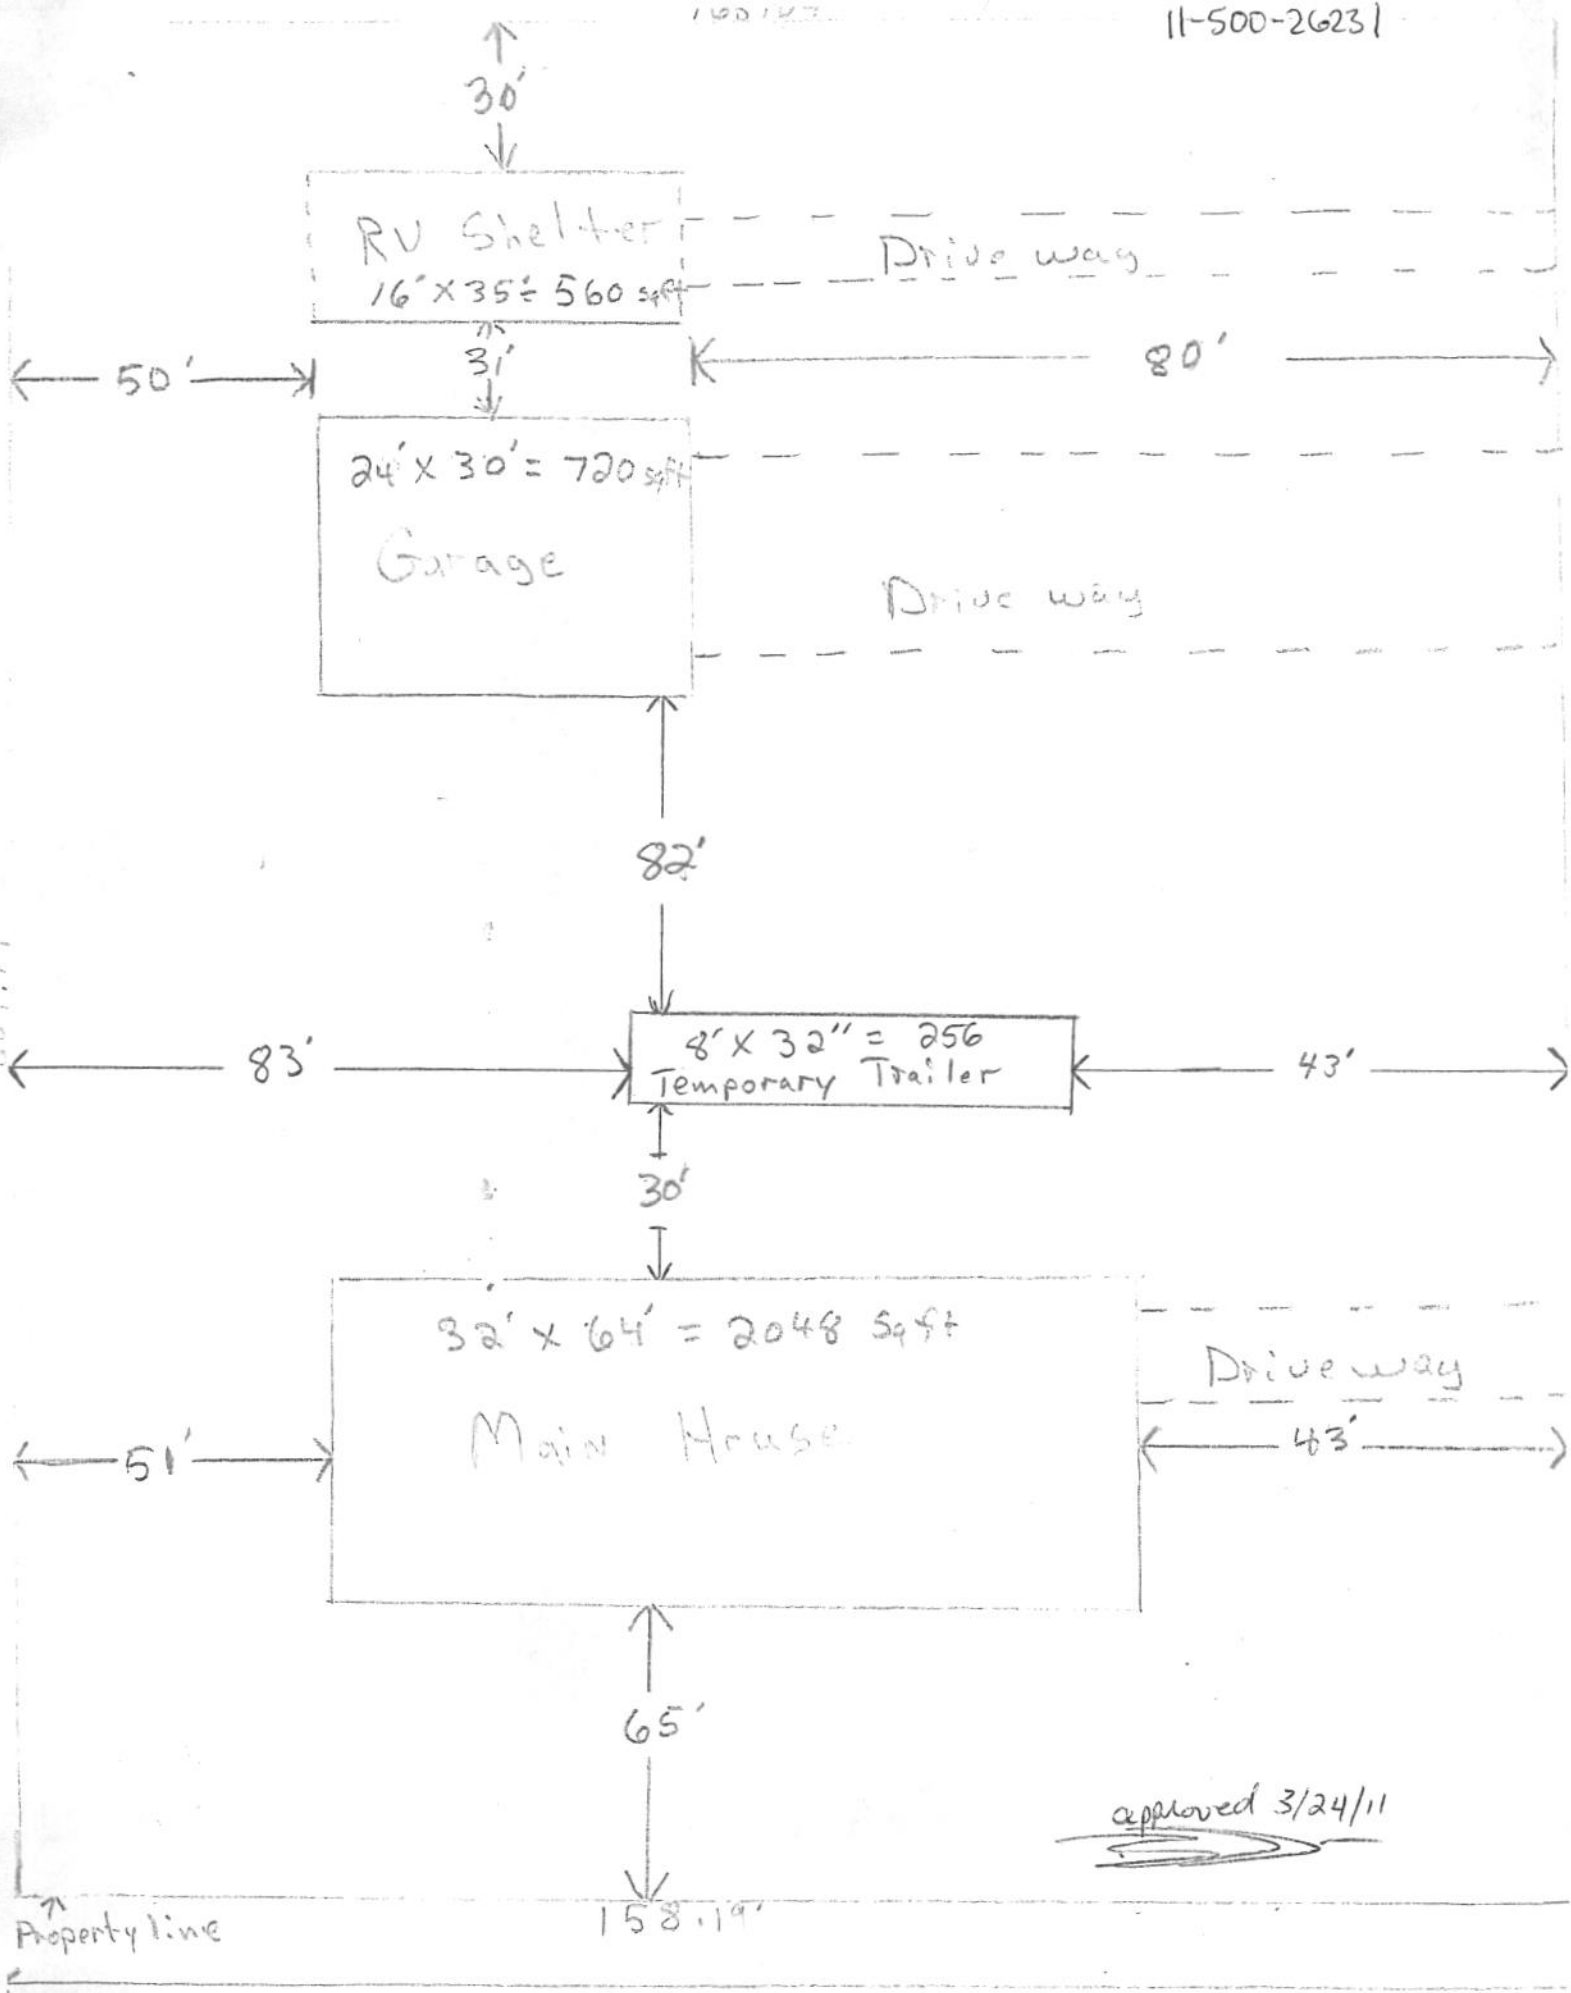 11-500-26231
30'
RV Shelter
16' X 35' = 560 sqft
Drive way
50'
31'
80'
24' X 30' = 720 sqft
Garage
Drive way
82'
8' X 32" = 256
Temporary Trailer
83'
43'
30'
32' X 64' = 2048 Sqft
Main House
Drive way
51'
43'
65'
approved 3/24/11
158.19'
Property line